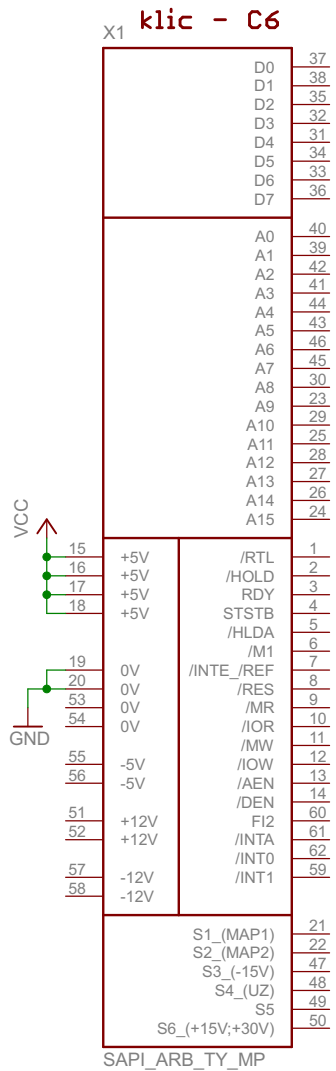 klic - C6
X1
D0 37
D1 38
D2 35
D3 32
D4 31
D5 34
D6 33
D7 36
A0 40
A1 39
A2 42
A3 41
A4 44
A5 43
A6 46
A7 45
A8 30
A9 23
A10 29
A11 25
A12 28
A13 27
A14 26
A15 24
VCC
15 +5V /RTL 1
16 +5V /HOLD 2
17 +5V RDY 3
18 +5V STSTB 4
/HLDA 5
/M1 6
19 0V /INTE_/REF 7
20 0V /RES 8
53 0V /MR 9
54 0V /IOR 10
GND
/MW 11
55 -5V /IOW 12
56 -5V /AEN 13
/DEN 14
51 +12V FI2 60
52 +12V /INTA 61
/INT0 62
57 -12V /INT1 59
58 -12V
S1_(MAP1) 21
S2_(MAP2) 22
S3_(-15V) 47
S4_(UZ) 48
S5 49
S6_(+15V;+30V) 50
SAPI_ARB_TY_MP